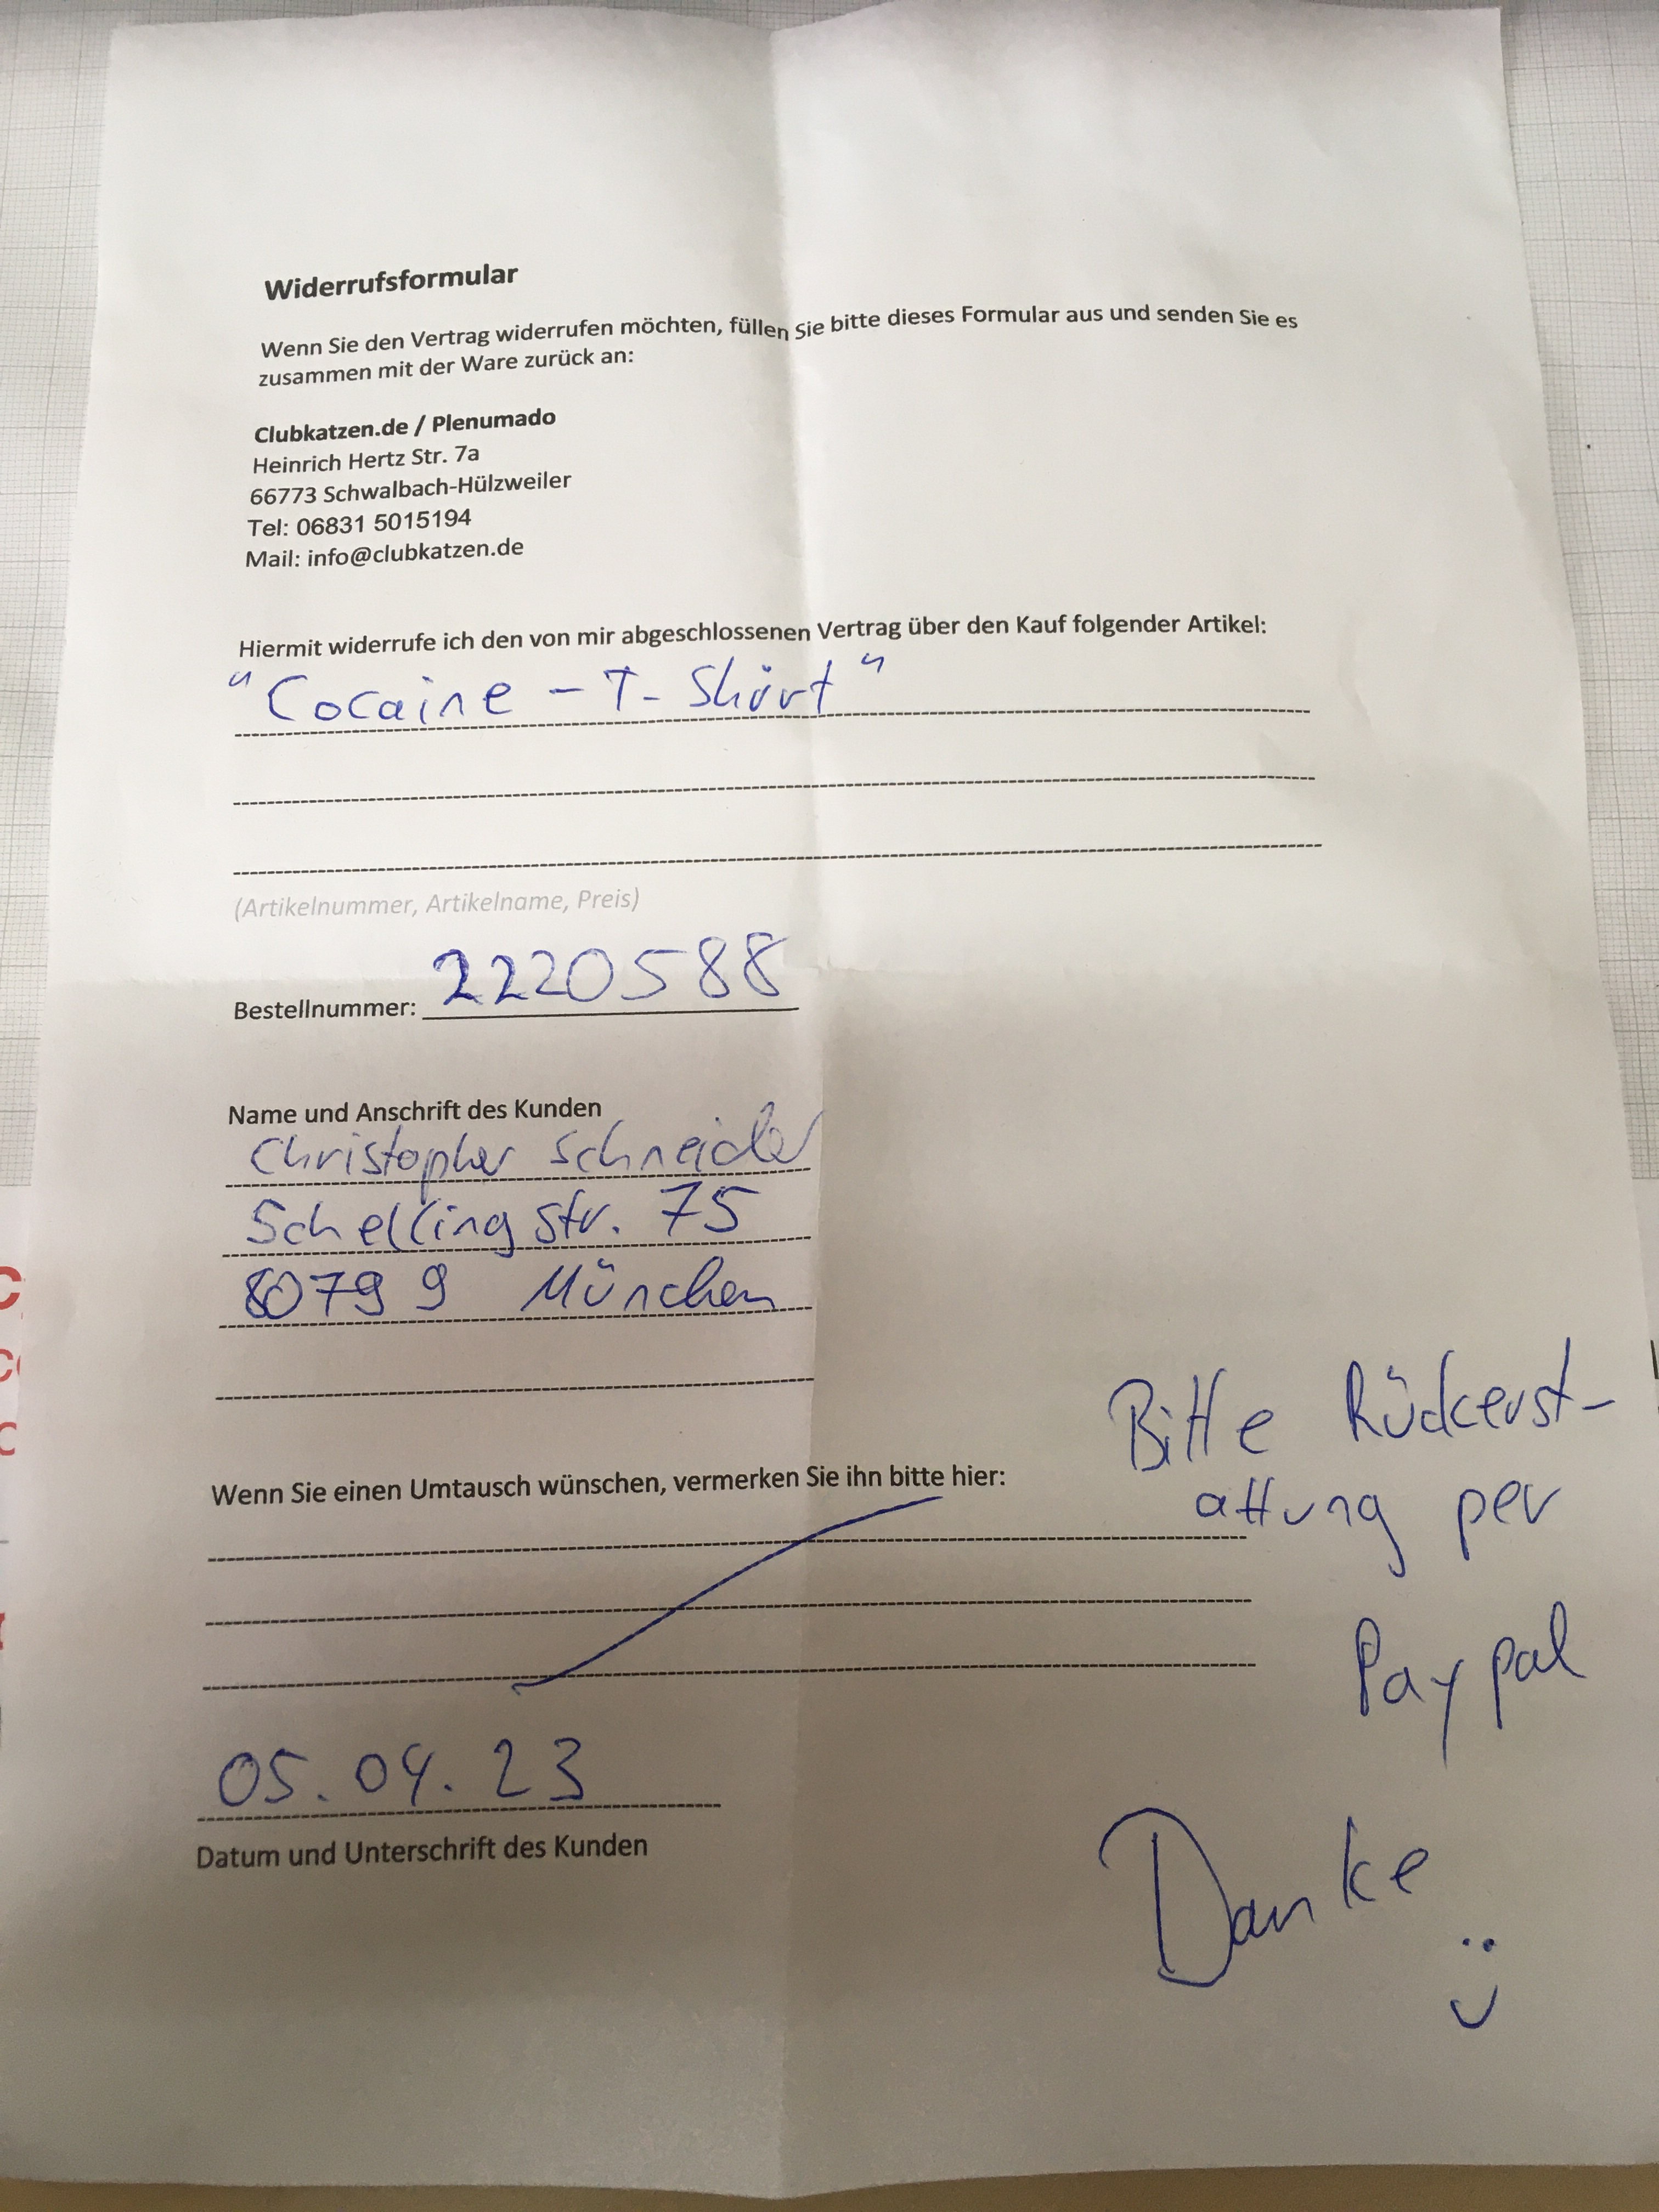 Widerrufsformular
Wenn Sie den Vertrag widerrufen möchten, füllen Sie bitte dieses Formular aus und senden Sie es
zusammen mit der Ware zurück an:
Clubkatzen.de / Plenumado
Heinrich Hertz Str. 7a
66773 Schwalbach-Hülzweiler
Tel: 06831 5015194
Mail: info@clubkatzen.de
Hiermit widerrufe ich den von mir abgeschlossenen Vertrag über den Kauf folgender Artikel:
"Cocaine - T- Shört"
(Artikelnummer, Artikelname, Preis)
Bestellnummer: 2220588
Name und Anschrift des Kunden
Christopher Schneider
Schelling str. 75
80799 München
Wenn Sie einen Umtausch wünschen, vermerken Sie ihn bitte hier:
Bitte Rückerst-
attung per
Paypal
05.04.23
Datum und Unterschrift des Kunden
Danke
:)